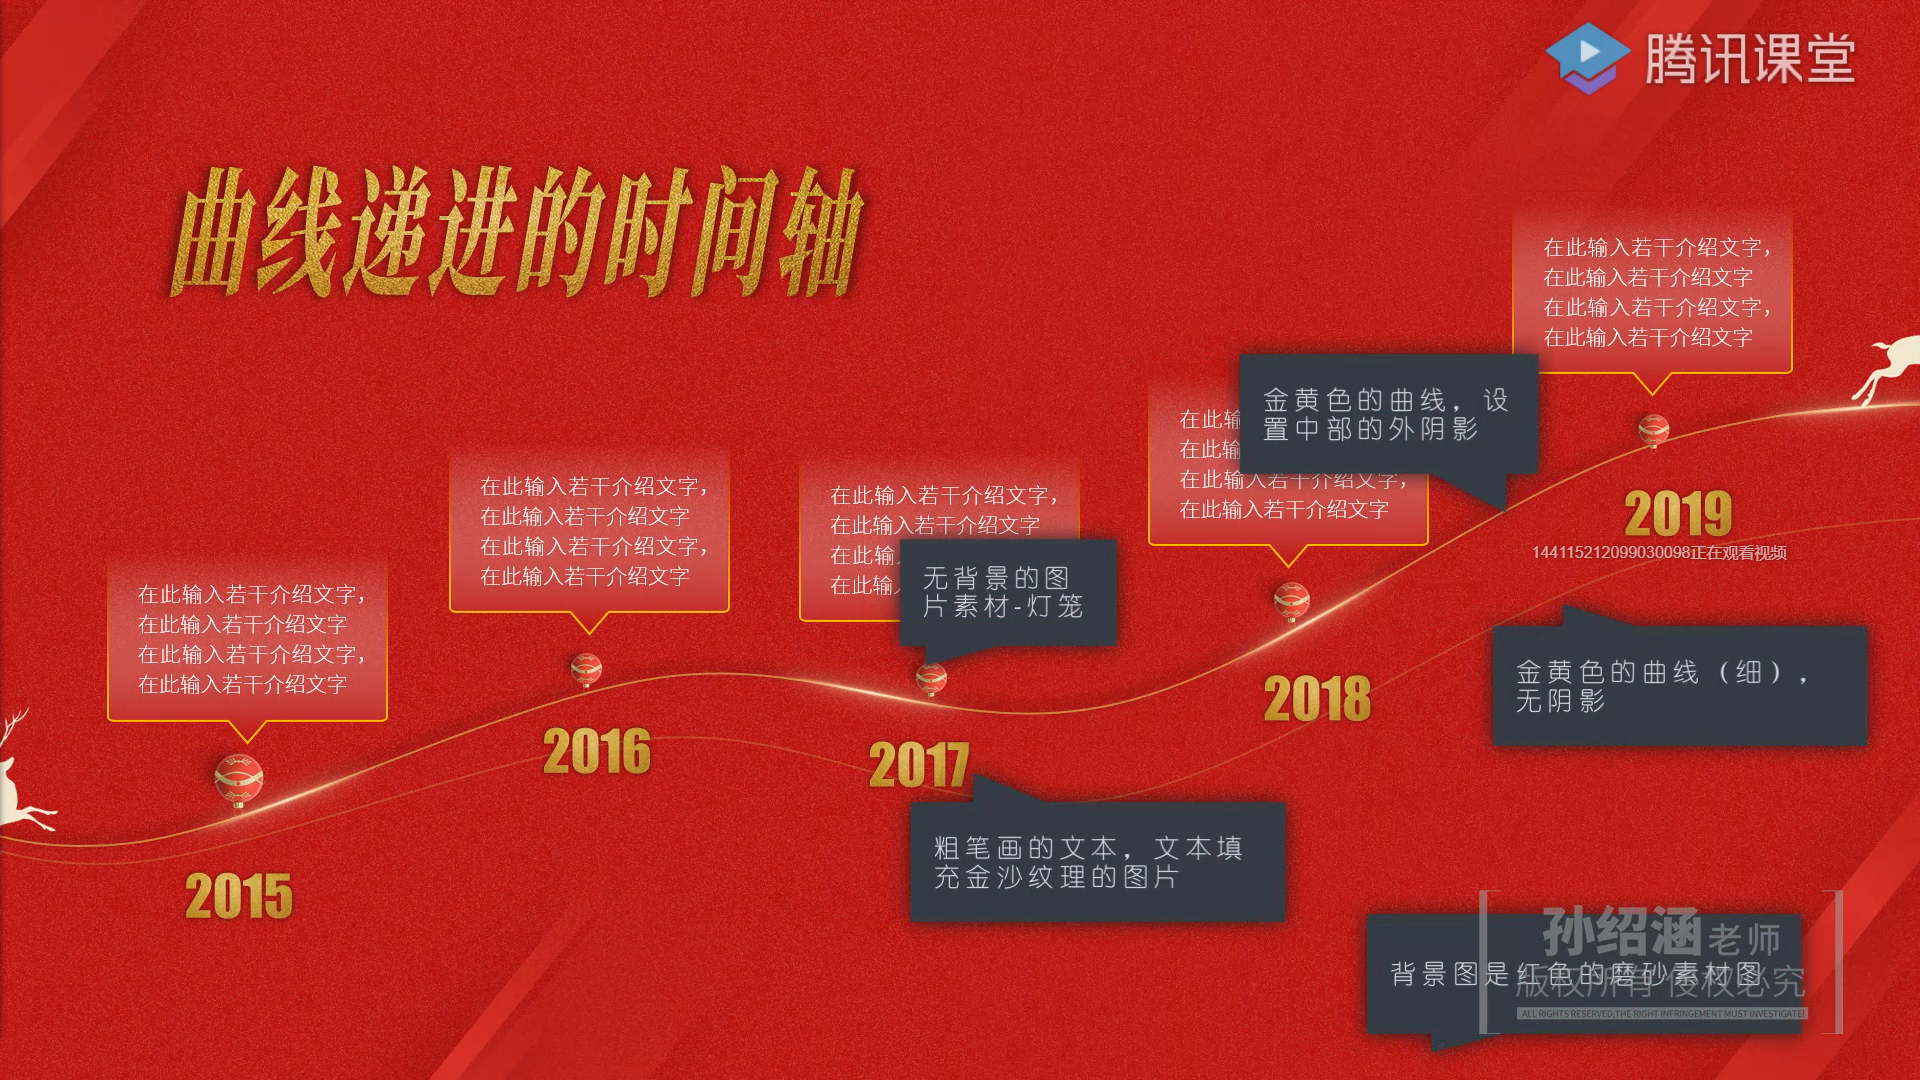 腾讯课堂
曲线递进的时间轴
在此输入若干介绍文字，
在此输入若干介绍文字
在此输入若干介绍文字，
在此输入若干介绍文字
2015
在此输入若干介绍文字，
在此输入若干介绍文字
在此输入若干介绍文字，
在此输入若干介绍文字
2016
在此输入若干介绍文字，
在此输入若干介绍文字
在此输
在此输
无背景的图
片素材-灯笼
2017
粗笔画的文本，文本填
充金沙纹理的图片
在此输
在此输
在此输入若干介绍文字，
在此输入若干介绍文字
金黄色的曲线，设
置中部的外阴影
2018
在此输入若干介绍文字，
在此输入若干介绍文字
在此输入若干介绍文字，
在此输入若干介绍文字
2019
144115212099030098正在观看视频
金黄色的曲线（细），
无阴影
背景图是红色的磨砂素材图
孙绍涵老师
版权所有 侵权必究
ALL RIGHTS RESERVED,THE RIGHT INFRINGEMENT MUST INVESTIGATE!